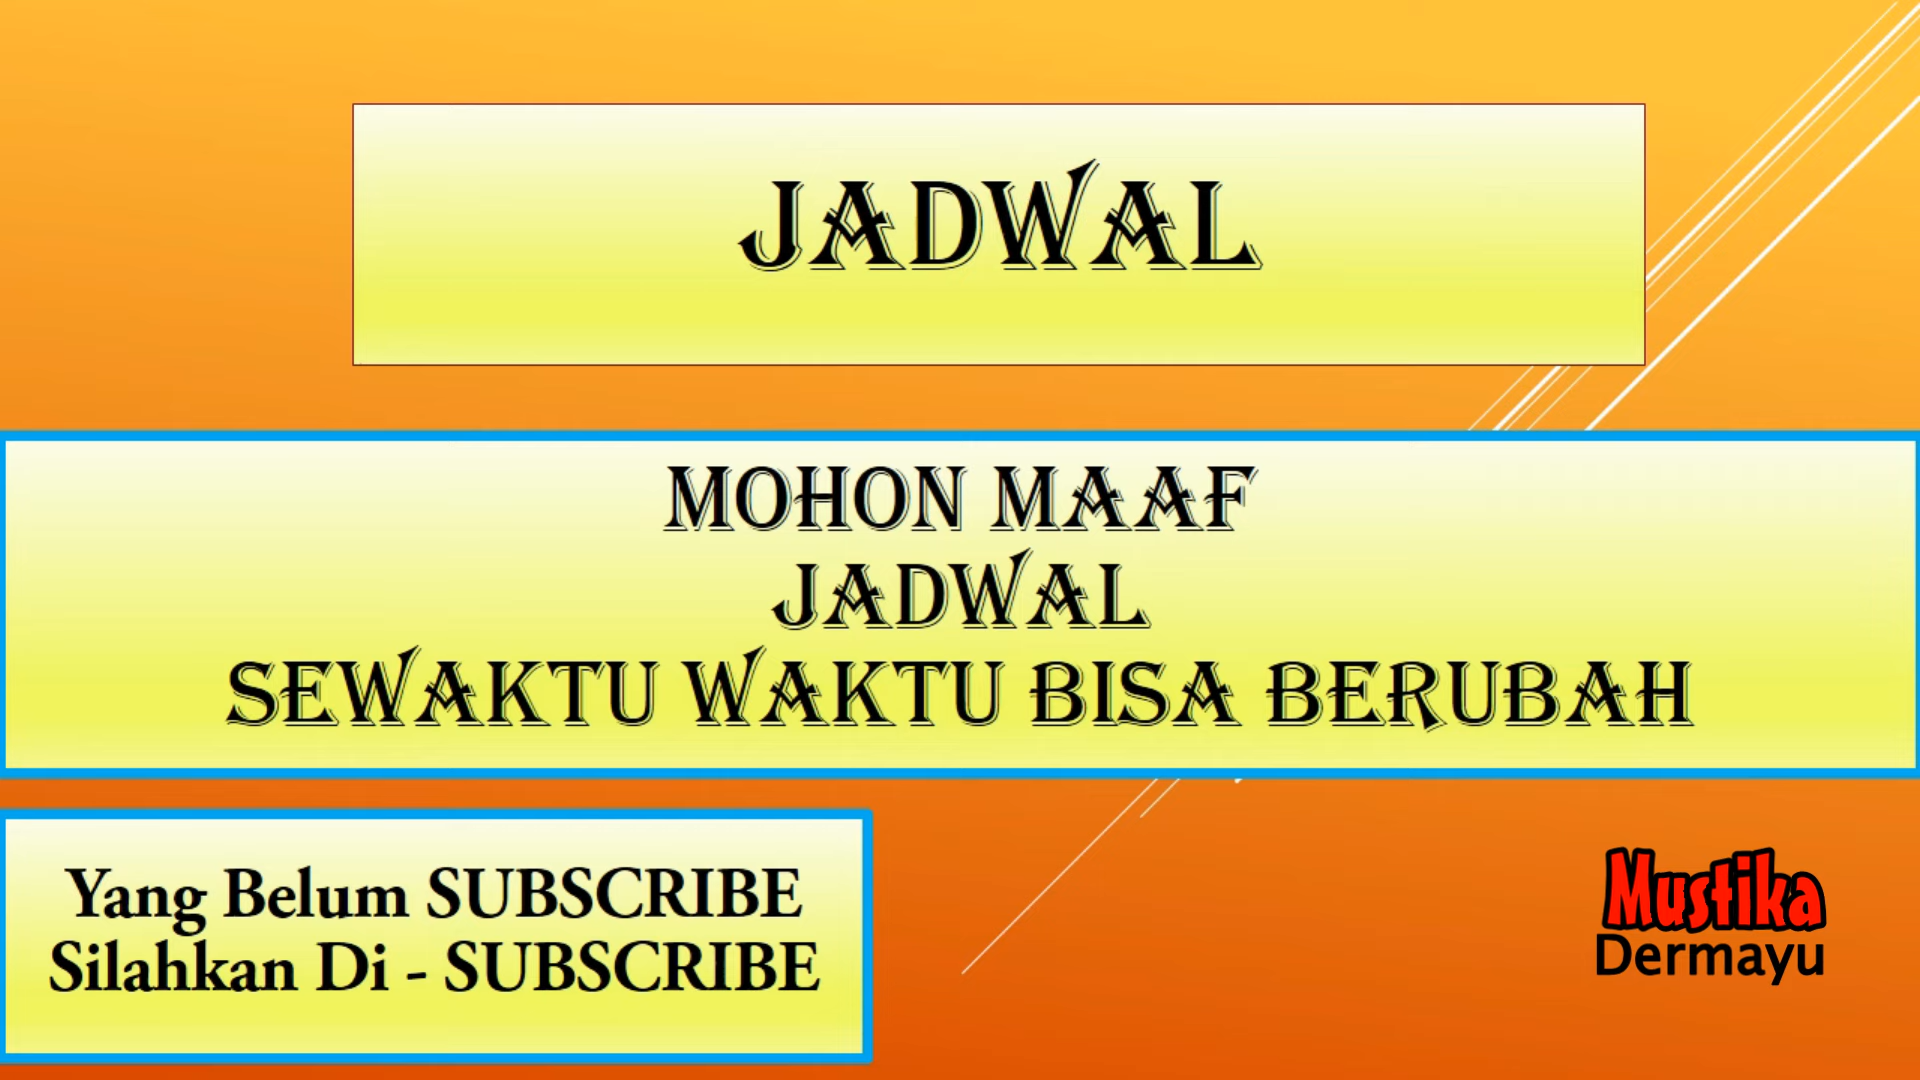 JADWAL
MOHON MAAF
JADWAL
SEWAKTU WAKTU BISA BERUBAH
Yang Belum SUBSCRIBE
Silahkan Di - SUBSCRIBE
Mustika
Dermayu